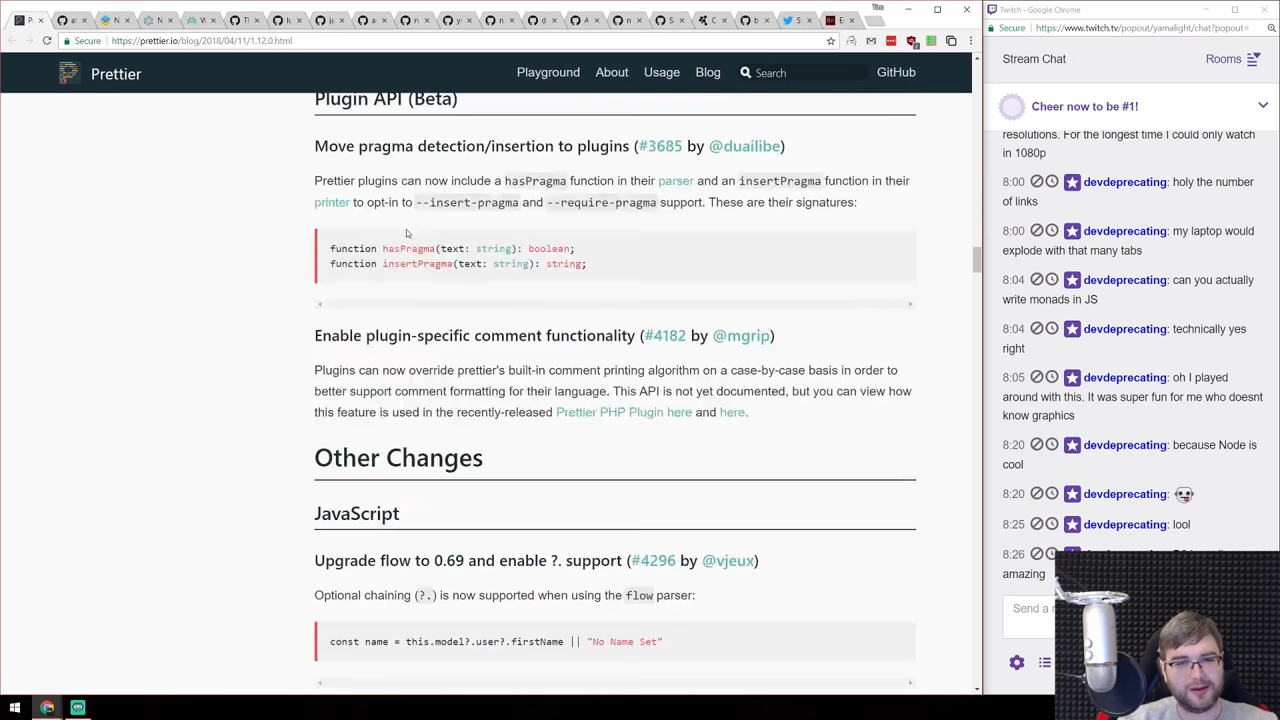 Twitch - Google Chrome
Secure https://prettier.io/blog/2018/04/11/1.12.0.html
Secure https://www.twitch.tv/popout/yamalight/chat?popout=
Prettier
Playground About Usage Blog Search GitHub
Plugin API (Beta)
Move pragma detection/insertion to plugins (#3685 by @duailibe)
Prettier plugins can now include a hasPragma function in their parser and an insertPragma function in their
printer to opt-in to --insert-pragma and --require-pragma support. These are their signatures:
function hasPragma(text: string): boolean;
function insertPragma(text: string): string;
Enable plugin-specific comment functionality (#4182 by @mgrip)
Plugins can now override prettier's built-in comment printing algorithm on a case-by-case basis in order to
better support comment formatting for their language. This API is not yet documented, but you can view how
this feature is used in the recently-released Prettier PHP Plugin here and here.
Other Changes
JavaScript
Upgrade flow to 0.69 and enable ?. support (#4296 by @vjeux)
Optional chaining (?.) is now supported when using the flow parser:
const name = this.model?.user?.firstName || "No Name Set"
Stream Chat
Rooms
Cheer now to be #1!
resolutions. For the longest time I could only watch
in 1080p
8:00 devdeprecating: holy the number
of links
8:00 devdeprecating: my laptop
would explode with that many tabs
8:04 devdeprecating: can you actually
write monads in JS
8:04 devdeprecating: technically yes
right
8:05 devdeprecating: oh I played
around with this. It was super fun for me who doesnt
know graphics
8:20 devdeprecating: because Node is
cool
8:20 devdeprecating:
8:25 devdeprecating: lool
8:26
amazing
Send a